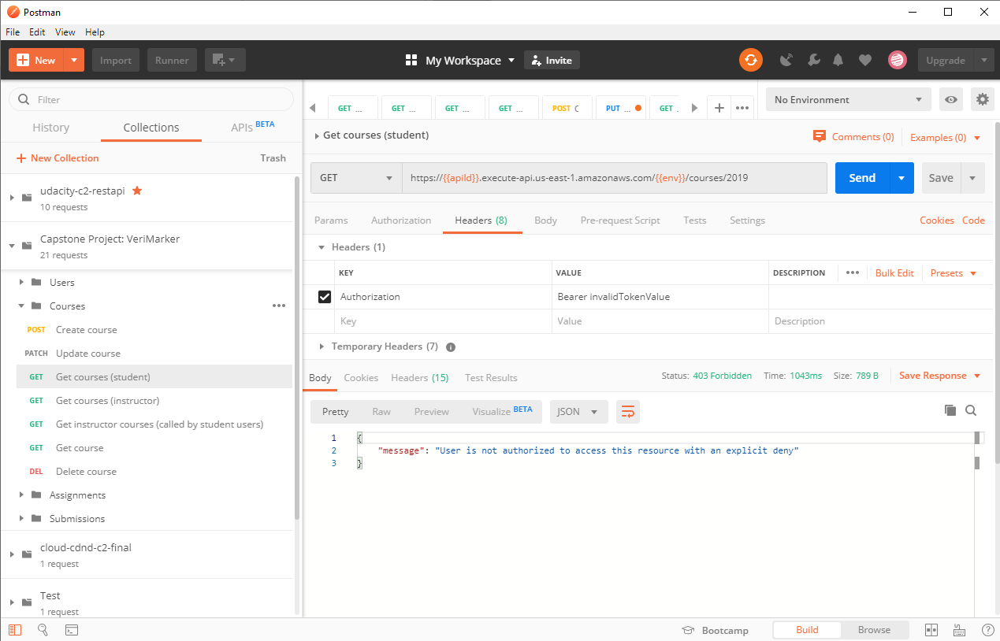 Postman
File Edit View Help
New Import Runner My Workspace Invite Upgrade
Filter
History Collections APIs BETA
New Collection Trash
udacity-c2-restapi
10 requests
Capstone Project: VeriMarker
21 requests
Users
Courses
POST Create course
PATCH Update course
GET Get courses (student)
GET Get courses (instructor)
GET Get instructor courses (called by student users)
GET Get course
DEL Delete course
Assignments
Submissions
cloud-cdnd-c2-final
1 request
Test
1 request
GET ... GET ... GET ... GET ... POST C PUT ... GET . No Environment
Get courses (student) Comments (0) Examples (0)
GET https://{{apiId}}.execute-api.us-east-1.amazonaws.com/{{env}}/courses/2019 Send Save
Params Authorization Headers (8) Body Pre-request Script Tests Settings Cookies Code
Headers (1)
KEY VALUE DESCRIPTION Bulk Edit Presets
Authorization Bearer invalidTokenValue
Key Value Description
Temporary Headers (7)
Body Cookies Headers (15) Test Results Status: 403 Forbidden Time: 1043ms Size: 789 B Save Response
Pretty Raw Preview Visualize BETA JSON
1 {
2 "message": "User is not authorized to access this resource with an explicit deny"
3 }
Bootcamp Build Browse